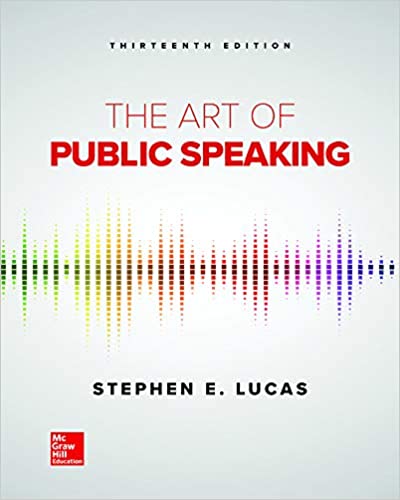 THIRTEENTH EDITION
THE ART OF
PUBLIC SPEAKING
STEPHEN E. LUCAS
Mc
Graw
Hill
Education